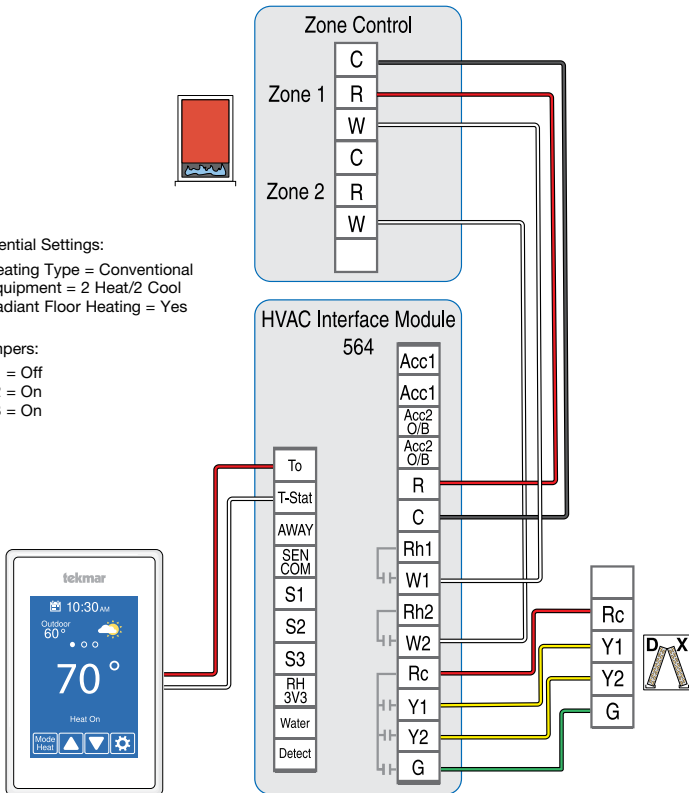 Zone Control
C
Zone 1 R
W
C
Zone 2 R
W
ential Settings:
eating Type = Conventional
quipment = 2 Heat/2 Cool
adiant Floor Heating = Yes
mpers:
= Off
= On
= On
HVAC Interface Module
564
Acc1
Acc1
Acc2
O/B
Acc2
O/B
R
C
Rh1
W1
Rh2
W2
Rc
Y1
Y2
G
To
T-Stat
AWAY
SEN
COM
S1
S2
S3
RH
3V3
Water
Detect
tekmar
10:30 AM
Outdoor
60°
70°
Heat On
Mode
Heat
Rc
Y1
Y2
G
D X